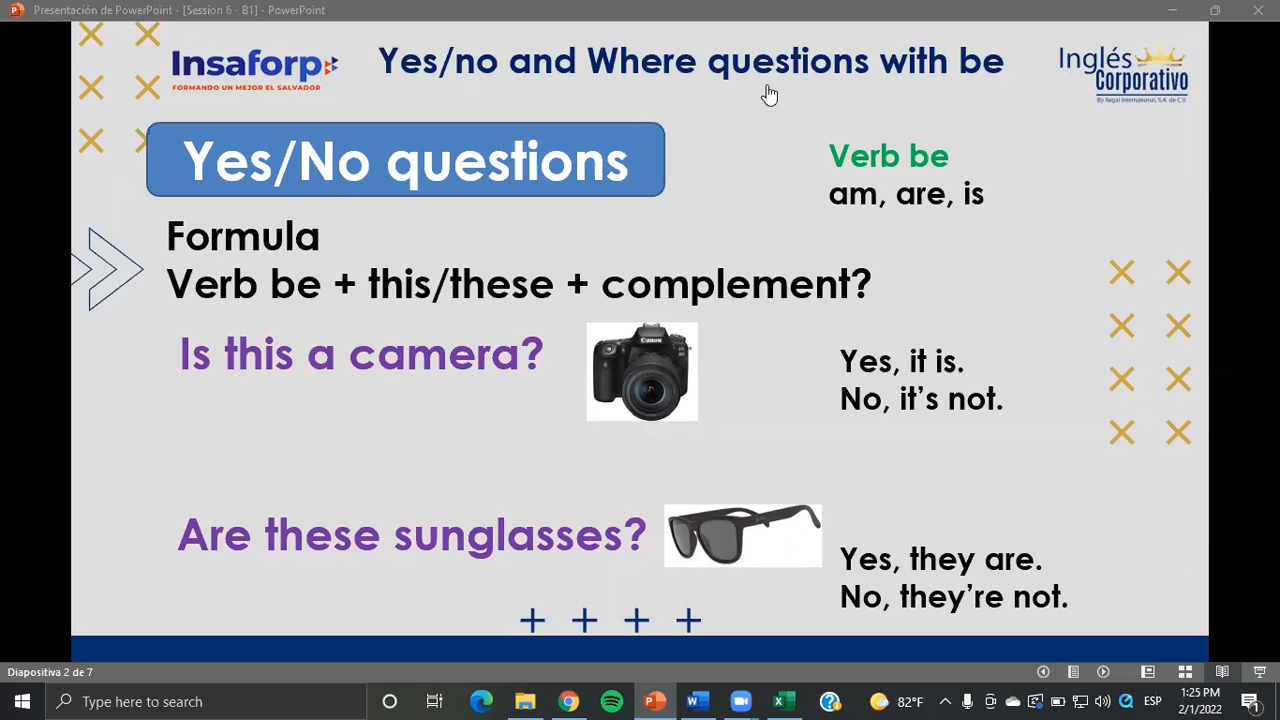 Presentación de PowerPoint - [Session 6 - B1] - PowerPoint
Insaforp
FORMANDO UN MEJOR EL SALVADOR
Yes/no and Where questions with be
Inglés
Corporativo
By Regal International, S.A. de C.V.
Yes/No questions
Verb be
am, are, is
Formula
Verb be + this/these + complement?
Is this a camera?
Canon
Yes, it is.
No, it's not.
Are these sunglasses?
Yes, they are.
No, they're not.
Diapositiva 2 de 7
Type here to search
82°F
ESP
1:25 PM
2/1/2022